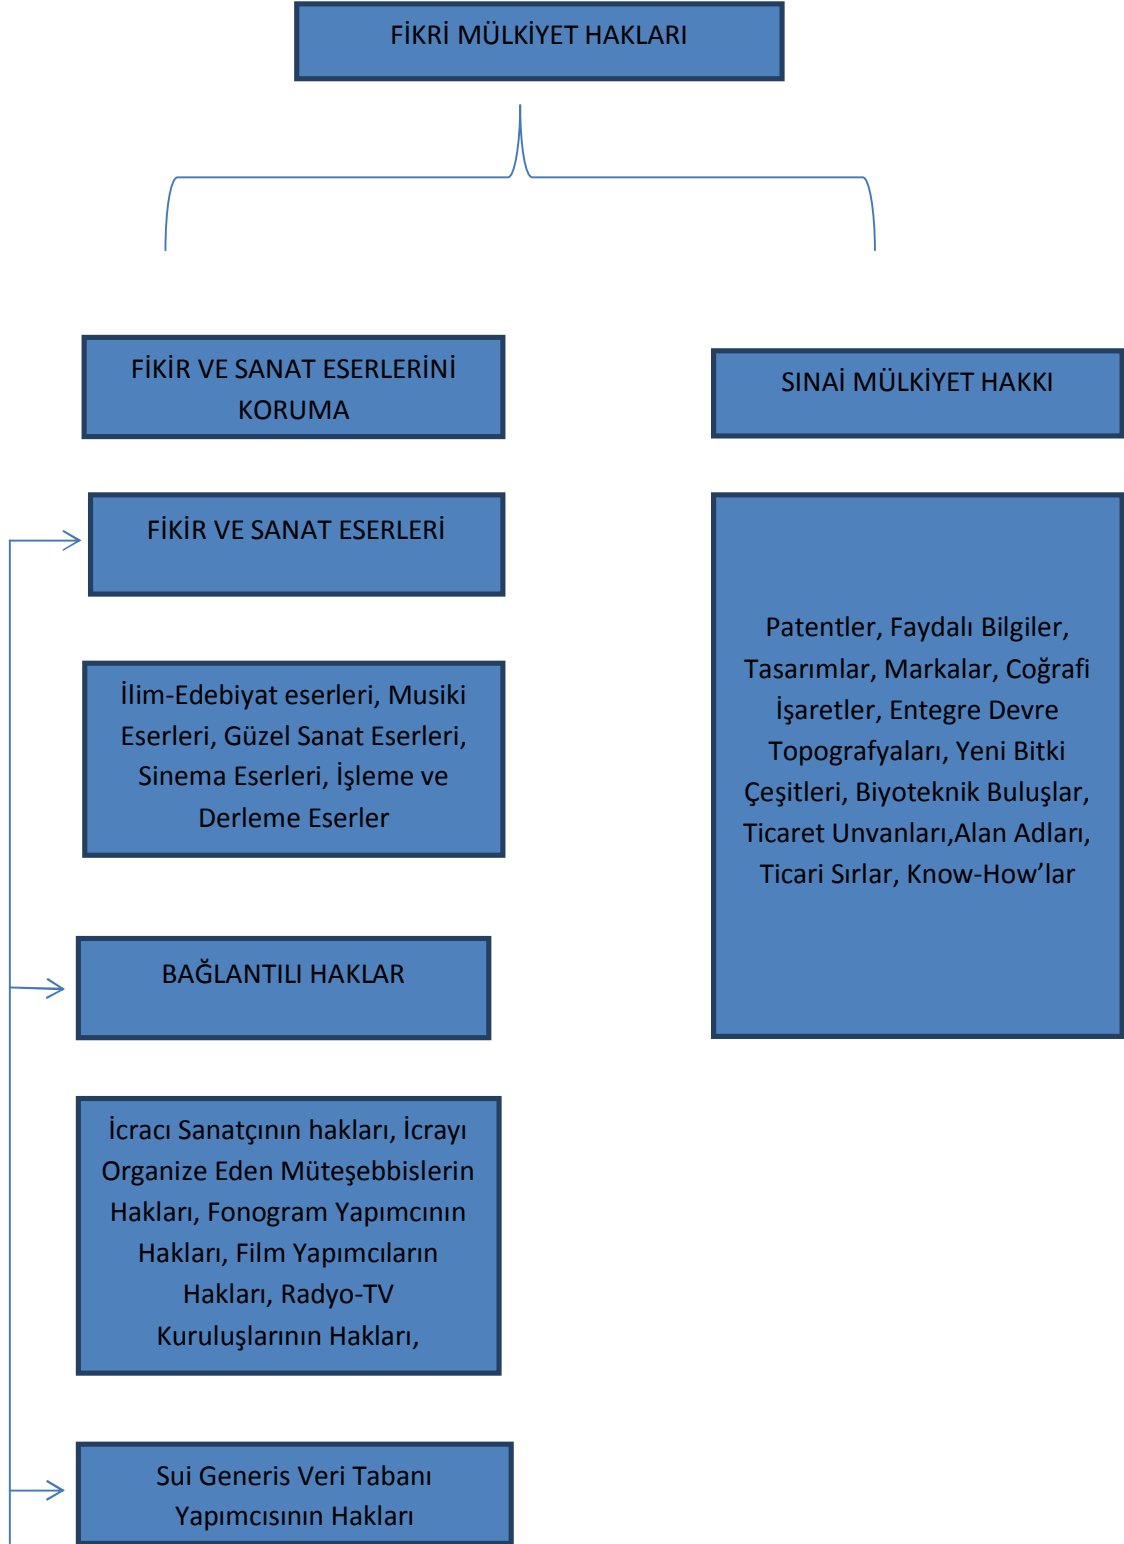 FİKRİ MÜLKİYET HAKLARI
FİKİR VE SANAT ESERLERİNİ
KORUMA
SINAİ MÜLKİYET HAKKI
FİKİR VE SANAT ESERLERİ
İlim-Edebiyat eserleri, Musiki
Eserleri, Güzel Sanat Eserleri,
Sinema Eserleri, İşleme ve
Derleme Eserler
Patentler, Faydalı Bilgiler,
Tasarımlar, Markalar, Coğrafi
İşaretler, Entegre Devre
Topografyaları, Yeni Bitki
Çeşitleri, Biyoteknik Buluşlar,
Ticaret Unvanları,Alan Adları,
Ticari Sırlar, Know-How’lar
BAĞLANTILI HAKLAR
İcracı Sanatçının hakları, İcrayı
Organize Eden Müteşebbislerin
Hakları, Fonogram Yapımcının
Hakları, Film Yapımcıların
Hakları, Radyo-TV
Kuruluşlarının Hakları,
Sui Generis Veri Tabanı
Yapımcısının Hakları